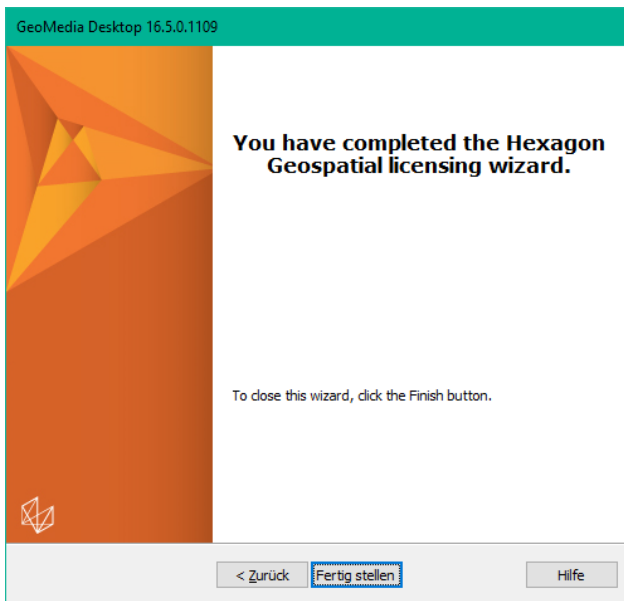 GeoMedia Desktop 16.5.0.1109
You have completed the Hexagon
Geospatial licensing wizard.
To close this wizard, click the Finish button.
< Zurück Fertig stellen Hilfe